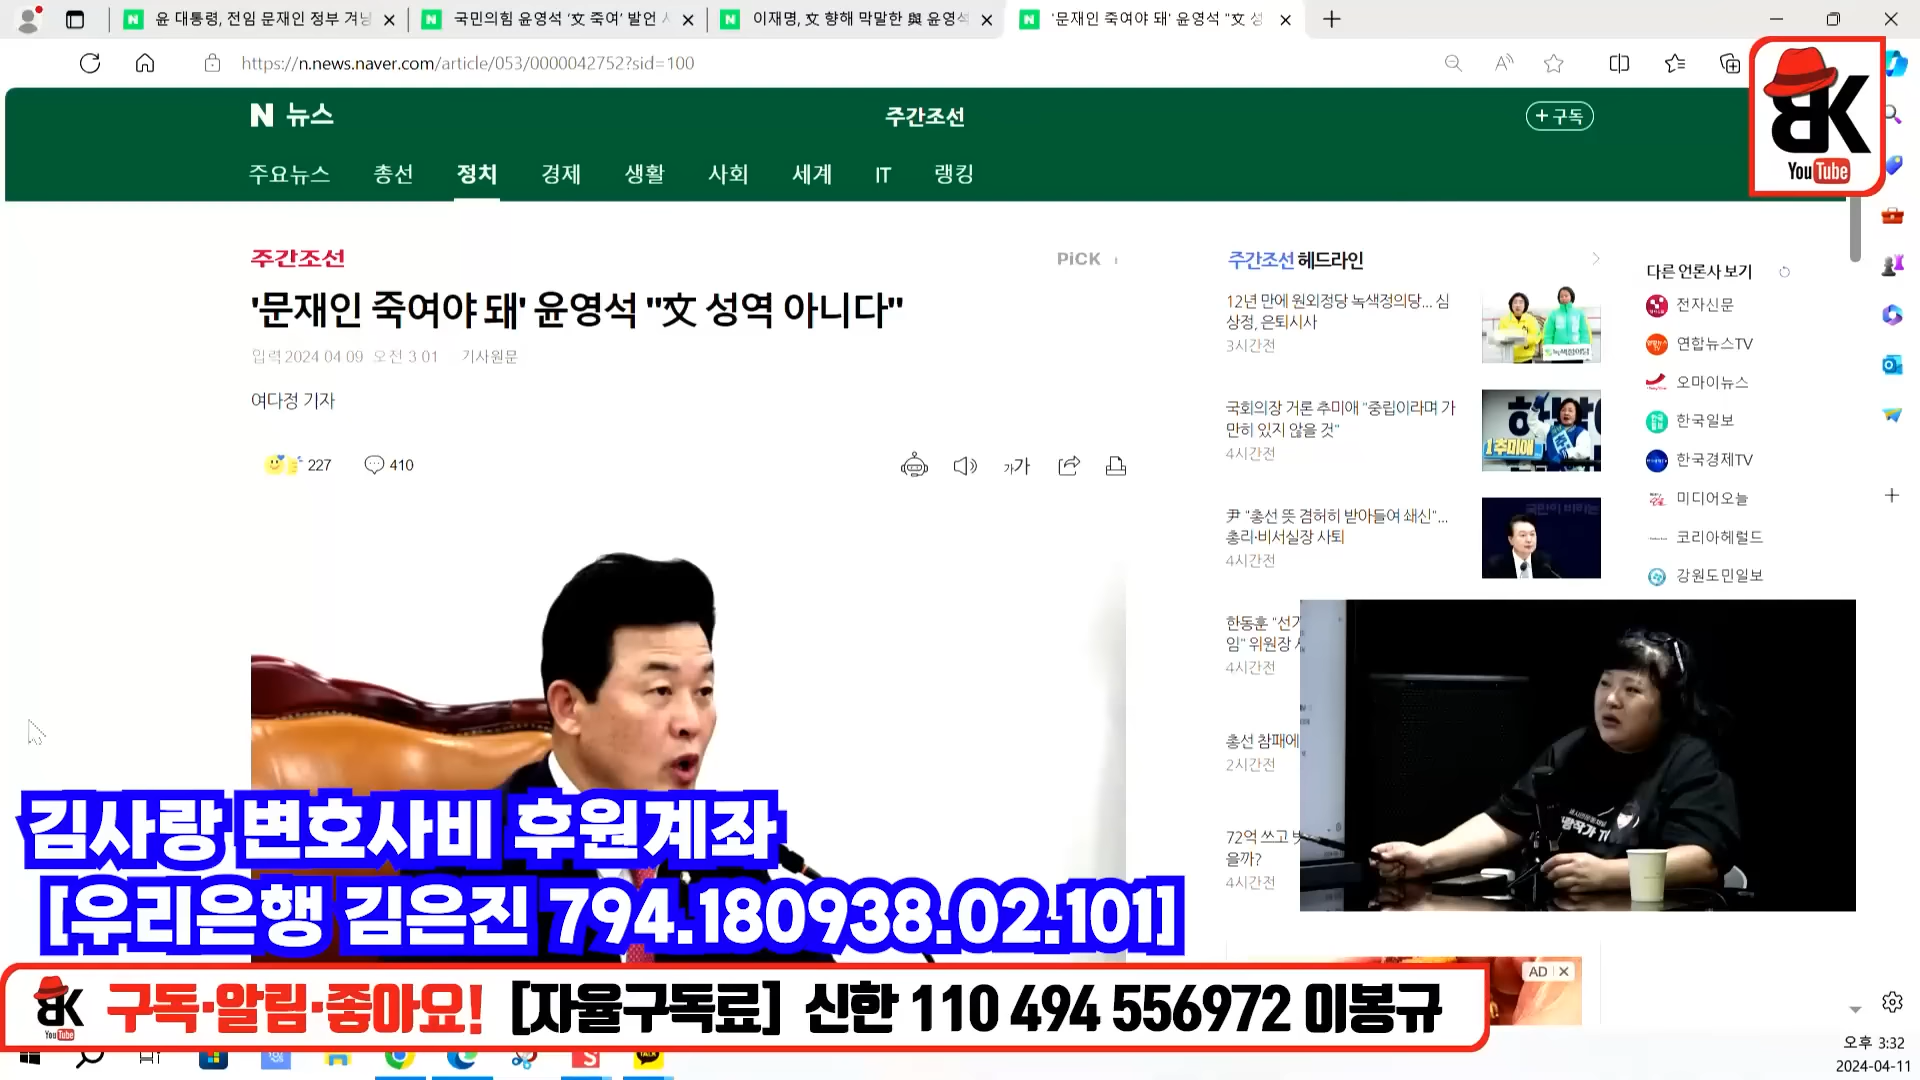 윤 대통령, 전임 문재인 정부 겨냥
국민의힘 윤영석 '文 죽여' 발언 사
이재명, 文 향해 막말한 與 윤영석
'문재인 죽여야 돼' 윤영석 "文 성
https://n.news.naver.com/article/053/0000042752?sid=100
N 뉴스
주간조선
+ 구독
BK
YouTube
주요뉴스 총선 정치 경제 생활 사회 세계 IT 랭킹
주간조선
PiCK
'문재인 죽여야 돼' 윤영석 "文 성역 아니다"
입력 2024 04 09 오전 3 01 기사원문
여다정 기자
227 410
가가
주간조선 헤드라인
12년 만에 원외정당 녹색정의당... 심
상정, 은퇴시사
3시간전
국회의장 거론 추미애 "중립이라며 가
만히 있지 않을 것"
4시간전
1추미애
尹 "총선 뜻 겸허히 받아들여 쇄신"...
총리·비서실장 사퇴
4시간전
한동훈 "선거
임" 위원장 사
4시간전
총선 참패에
2시간전
72억 쓰고
을까?
4시간전
다른 언론사 보기
전자신문
연합뉴스TV
오마이뉴스
한국일보
한국경제TV
미디어오늘
코리아헤럴드
강원도민일보
김사랑 변호사비 후원계좌
[우리은행 김은진 794.180938.02.101]
AD
BK
YouTube
구독·알림·좋아요! [자율구독료] 신한 110 494 556972 이봉규
TALK
오후 3:32
2024-04-11